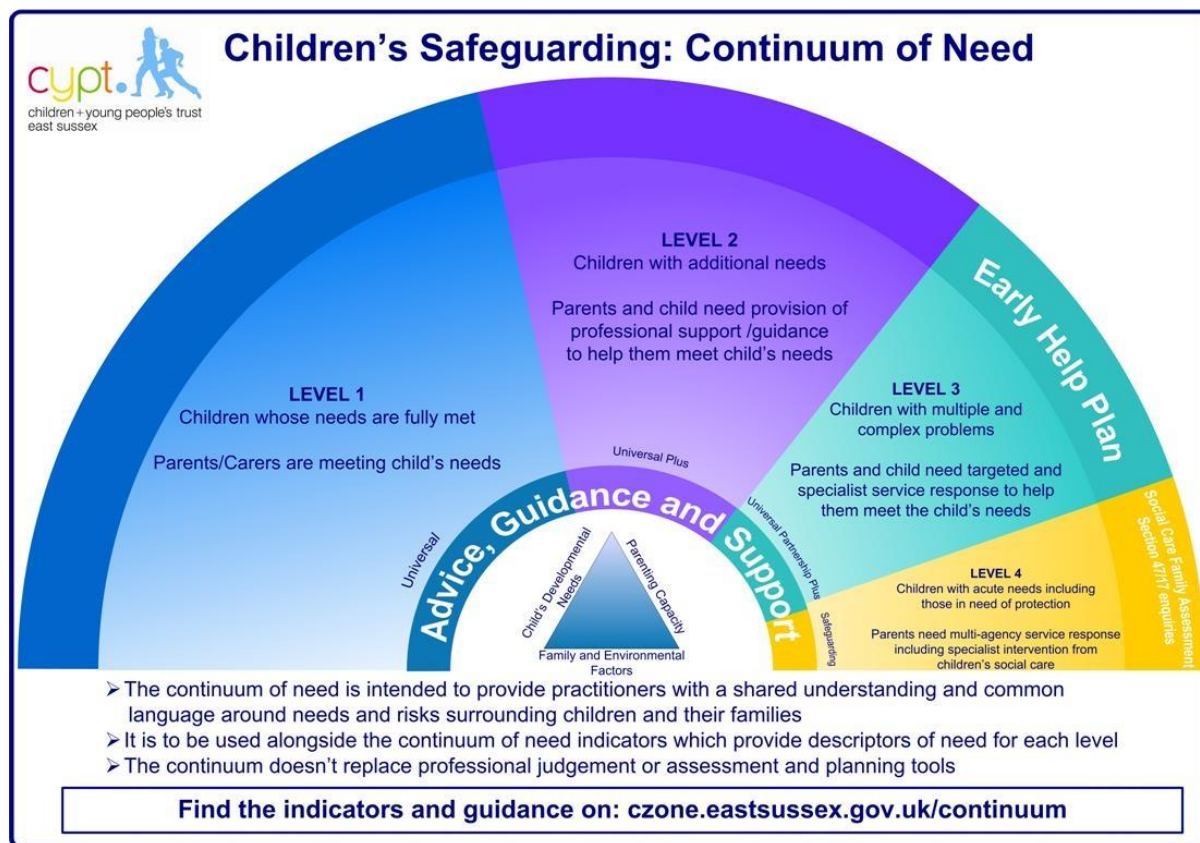 Children's Safeguarding: Continuum of Need
cypt.
children+young people's trust
east sussex
LEVEL 1
Children whose needs are fully met
Parents/Carers are meeting child's needs
LEVEL 2
Children with additional needs
Parents and child need provision of
professional support /guidance
to help them meet child's needs
Early Help Plan
LEVEL 3
Children with multiple and
complex problems
Parents and child need targeted and
specialist service response to help
them meet the child's needs
Social Care Family Assessment
Section 47/17 enquiries
LEVEL 4
Children with acute needs including
those in need of protection
Parents need multi-agency service response
including specialist intervention from
children's social care
Universal
Universal Plus
Universal Partnership Plus
Safeguarding
Advice, Guidance and Support
Child's Developmental
Needs
Parenting Capacity
Family and Environmental
Factors
➢ The continuum of need is intended to provide practitioners with a shared understanding and common
language around needs and risks surrounding children and their families
➢ It is to be used alongside the continuum of need indicators which provide descriptors of need for each level
➢ The continuum doesn't replace professional judgement or assessment and planning tools
Find the indicators and guidance on: czone.eastsussex.gov.uk/continuum